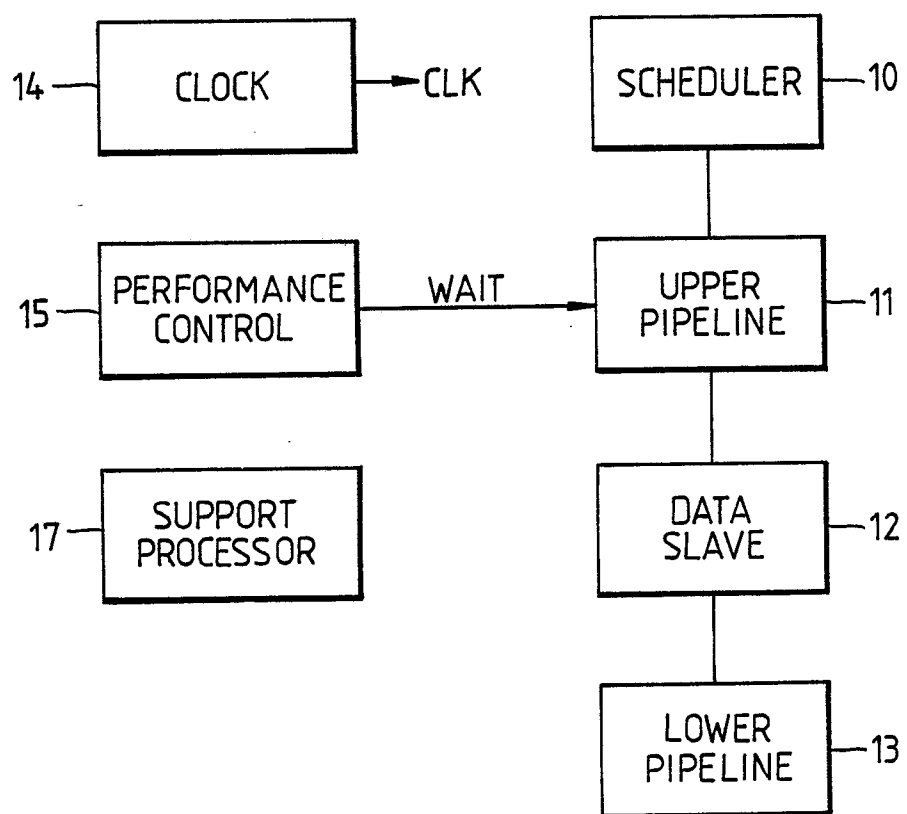 14
CLOCK
CLK
SCHEDULER
10
15
PERFORMANCE
CONTROL
WAIT
UPPER
PIPELINE
11
17
SUPPORT
PROCESSOR
DATA
SLAVE
12
LOWER
PIPELINE
13